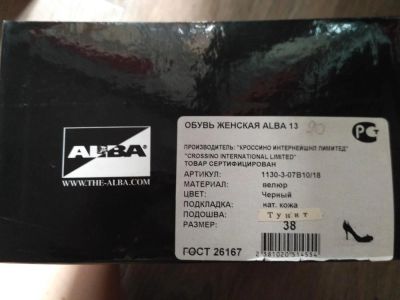 ALBA
WWW.THE-ALBA.COM
ОБУВЬ ЖЕНСКАЯ ALBA 13
ПРОИЗВОДИТЕЛЬ: "КРОССИНО ИНТЕРНЕЙШНЛ ЛИМИТЕД"
"CROSSINO INTERNATIONAL LIMITED"
ТОВАР СЕРТИФИЦИРОВАН
АРТИКУЛ: 1130-3-07B10/18
МАТЕРИАЛ: велюр
ЦВЕТ: Черный
ПОДКЛАДКА: нат. кожа
ПОДОШВА: Тунит
РАЗМЕР: 38
ГОСТ 26167